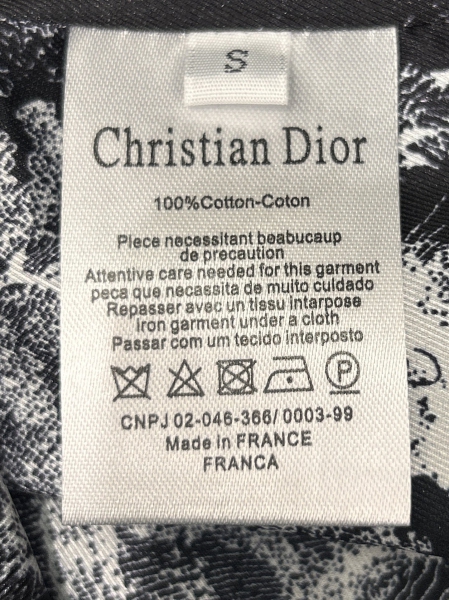 S
Christian Dior
100%Cotton-Coton
Piece necessitant beabucaup
de precaution
Attentive care needed for this garment
peca que necassita de muito culdado
Repasser avec un tissu intarpose
iron garment under a cloth
Passar com um tecido interposto
P
CNPJ 02-046-366/ 0003-99
Made in FRANCE
FRANCA